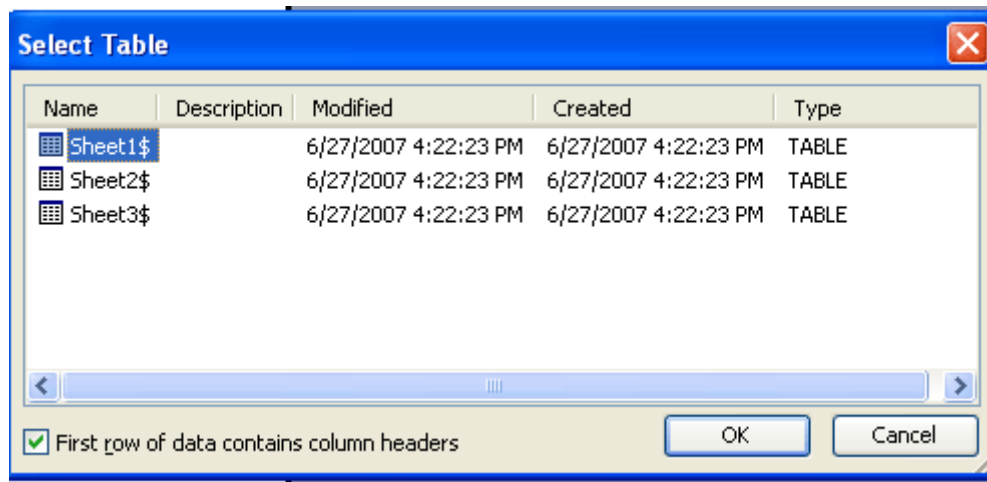 Select Table
Name Description Modified Created Type
Sheet1$ 6/27/2007 4:22:23 PM 6/27/2007 4:22:23 PM TABLE
Sheet2$ 6/27/2007 4:22:23 PM 6/27/2007 4:22:23 PM TABLE
Sheet3$ 6/27/2007 4:22:23 PM 6/27/2007 4:22:23 PM TABLE
First row of data contains column headers OK Cancel